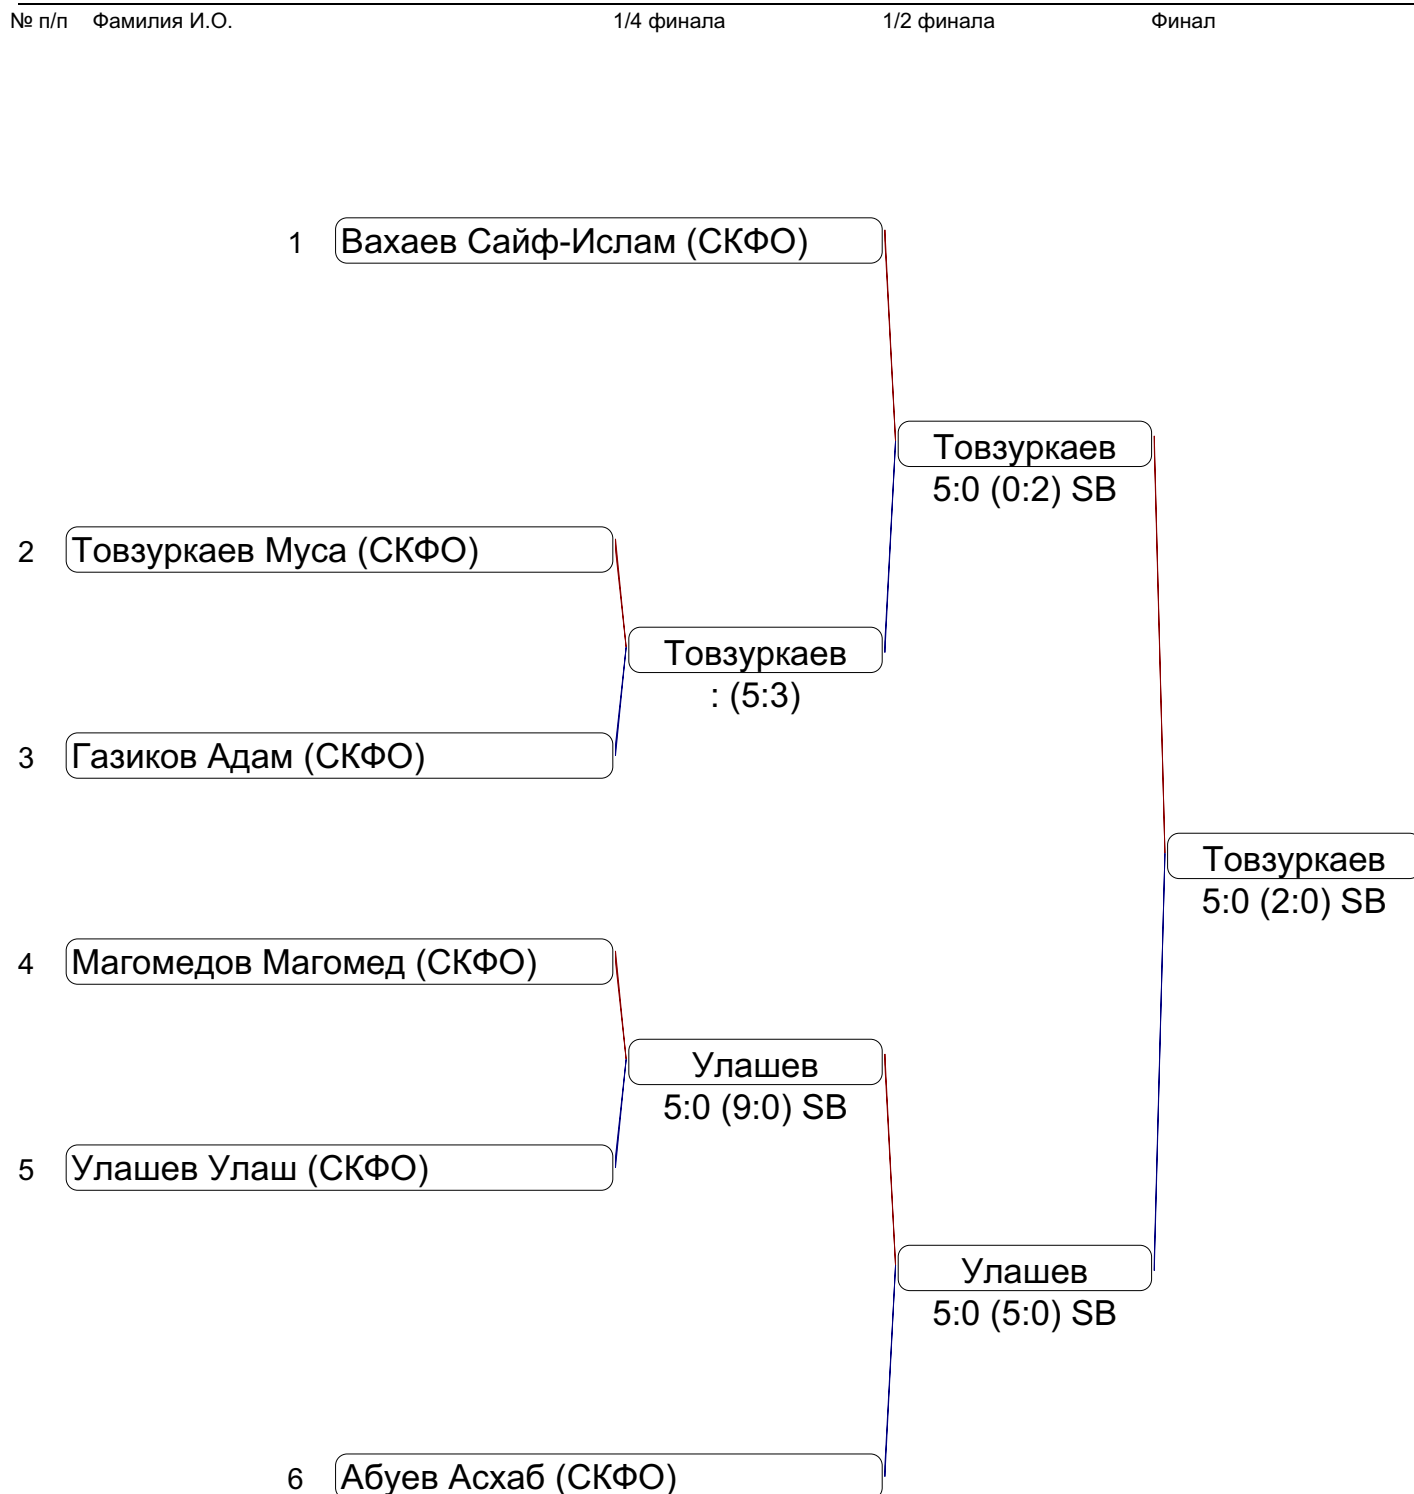 № п/п Фамилия И.О. 1/4 финала 1/2 финала Финал
1 Вахаев Сайф-Ислам (СКФО)
Товзуркаев
5:0 (0:2) SB
2 Товзуркаев Муса (СКФО)
Товзуркаев
: (5:3)
3 Газиков Адам (СКФО)
Товзуркаев
5:0 (2:0) SB
4 Магомедов Магомед (СКФО)
Улашев
5:0 (9:0) SB
5 Улашев Улаш (СКФО)
Улашев
5:0 (5:0) SB
6 Абуев Асхаб (СКФО)